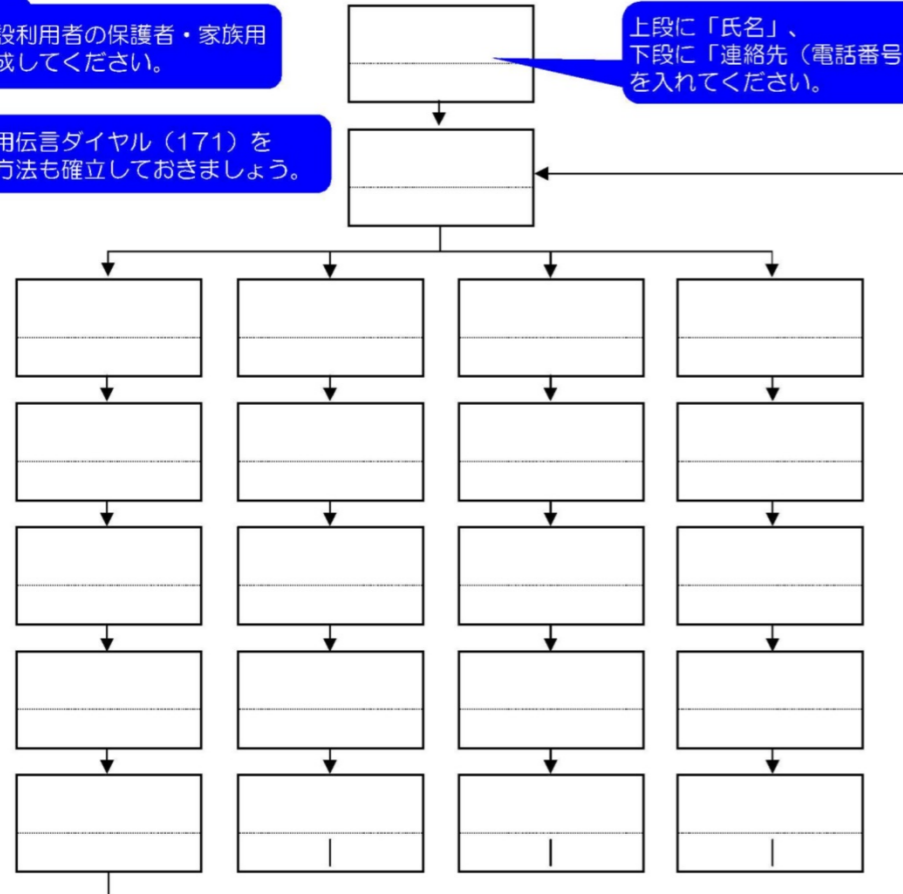 設利用者の保護者・家族用
成してください。
上段に「氏名」、
下段に「連絡先（電話番号
を入れてください。
用伝言ダイヤル（171）を
方法も確立しておきましょう。